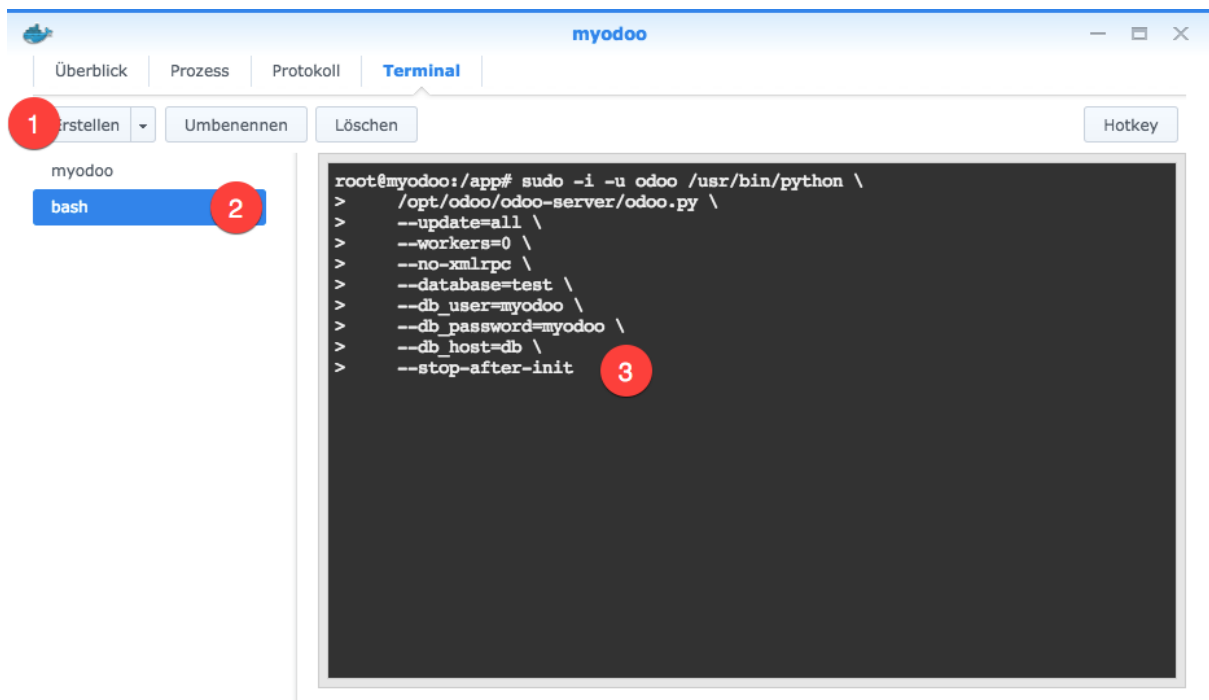 myodoo
Überblick Prozess Protokoll Terminal
1 Erstellen Umbenennen Löschen Hotkey
myodoo
bash 2
root@myodoo:/app# sudo -i -u odoo /usr/bin/python \
> /opt/odoo/odoo-server/odoo.py \
> --update=all \
> --workers=0 \
> --no-xmlrpc \
> --database=test \
> --db_user=myodoo \
> --db_password=myodoo \
> --db_host=db \
> --stop-after-init 3